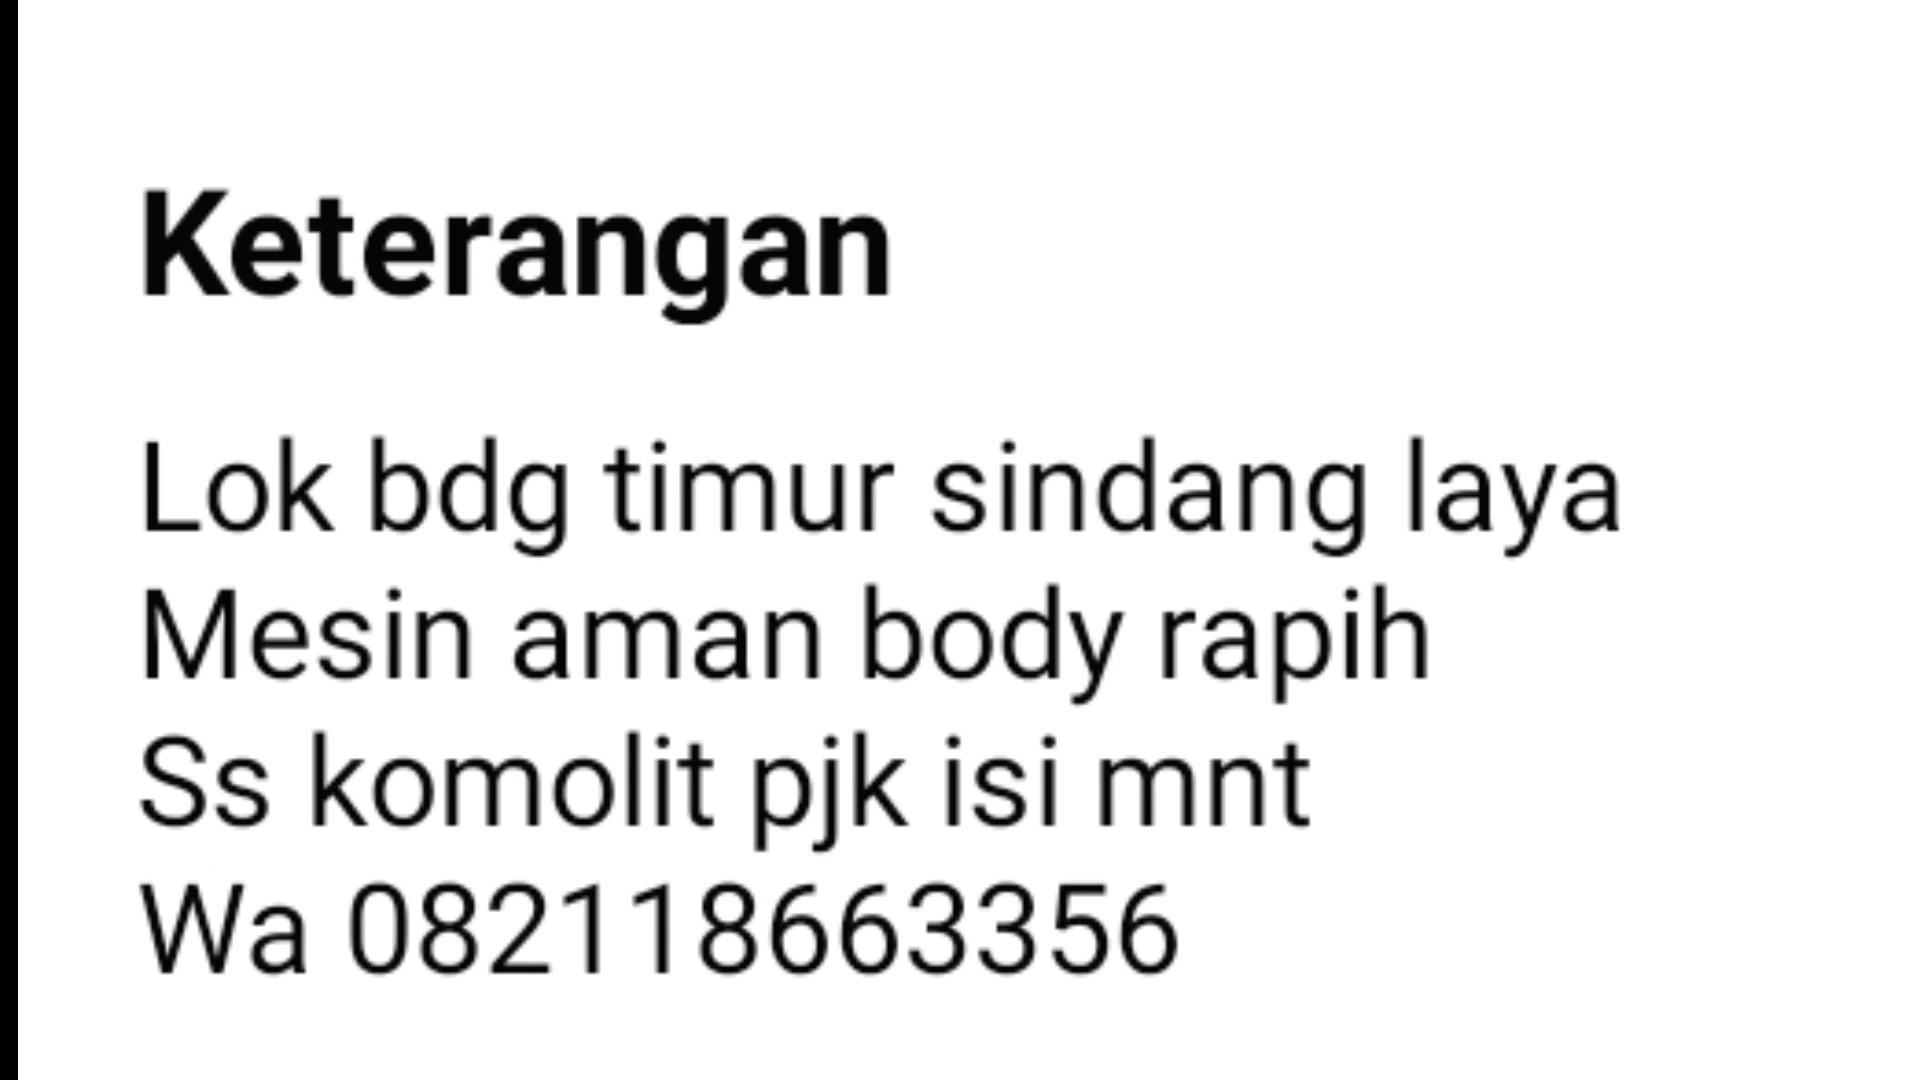 Keterangan
Lok bdg timur sindang laya
Mesin aman body rapih
Ss komolit pjk isi mnt
Wa 082118663356